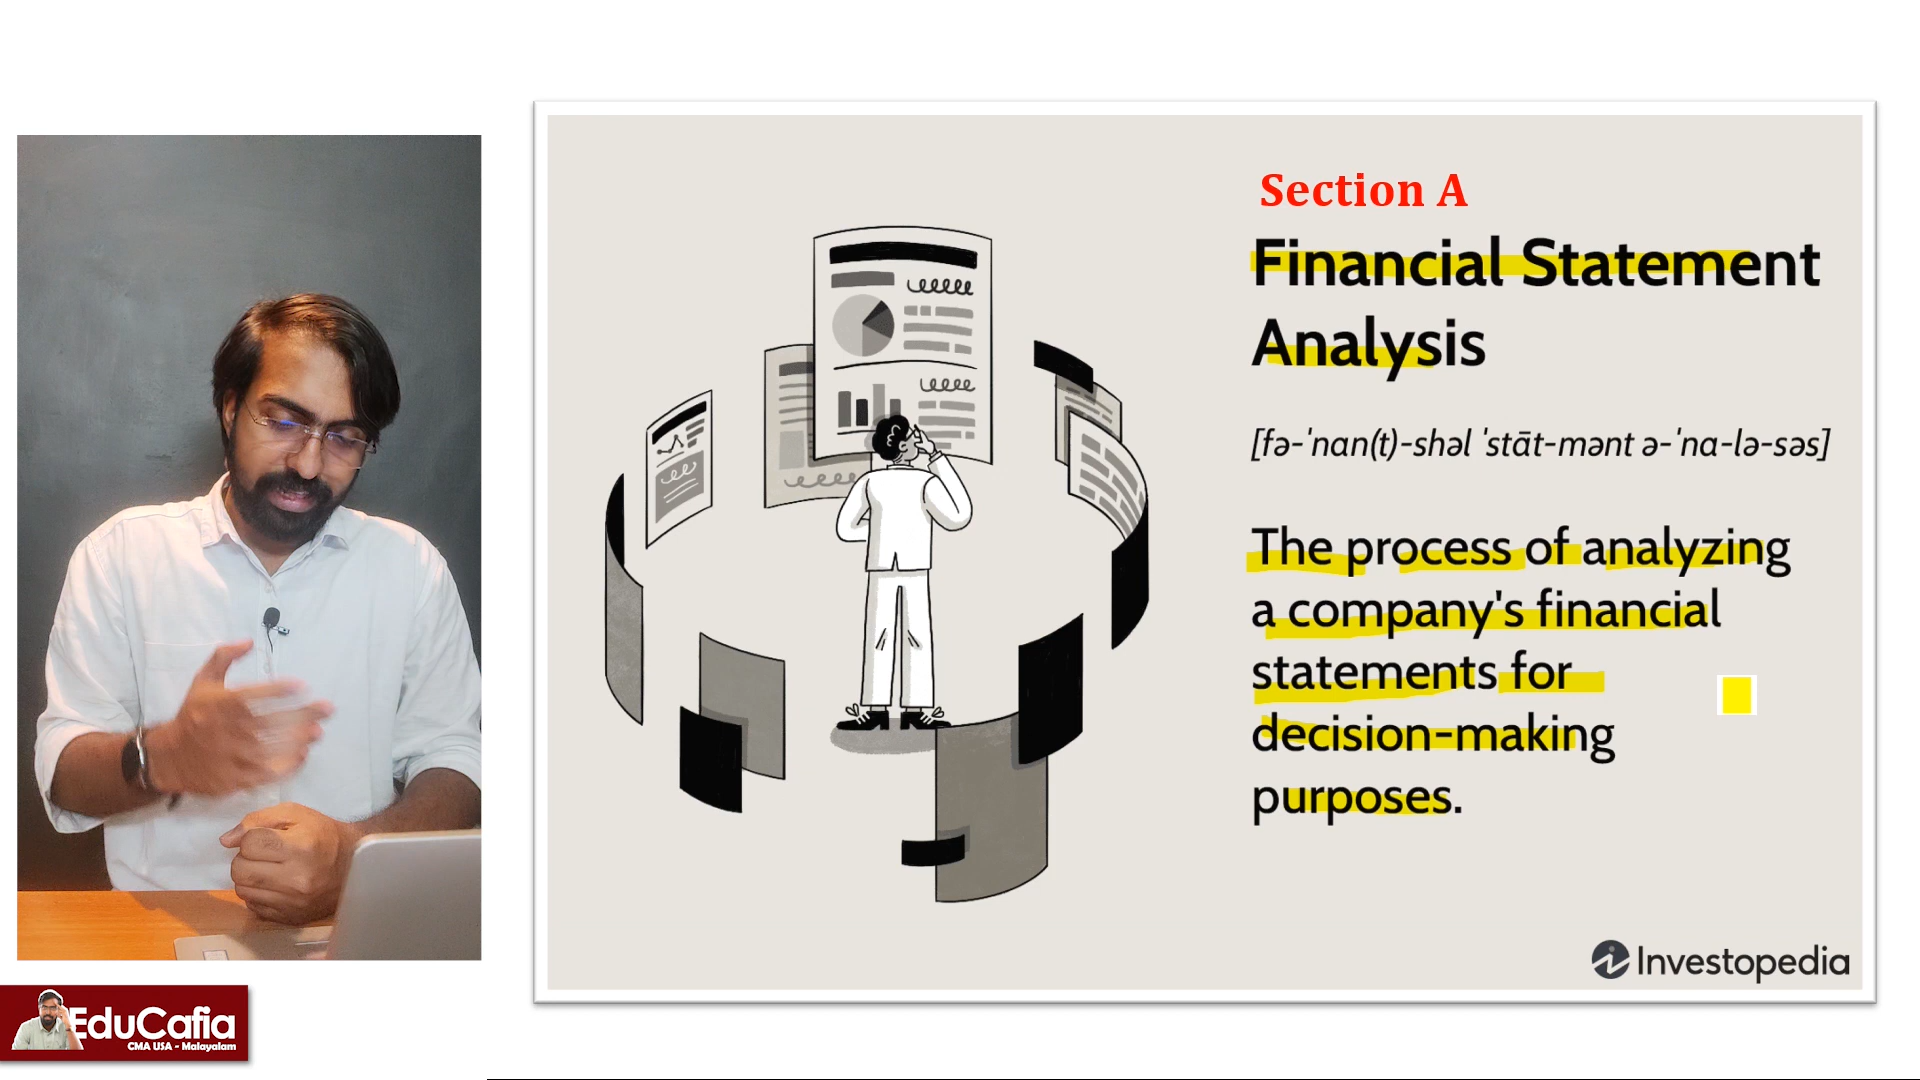 Section A
Financial Statement
Analysis
[fə-ˈnan(t)-shəl ˈstāt-mənt ə-ˈna-lə-səs]
The process of analyzing
a company's financial
statements for
decision-making
purposes.
Investopedia
EduCafia
CMA USA - Malayalam